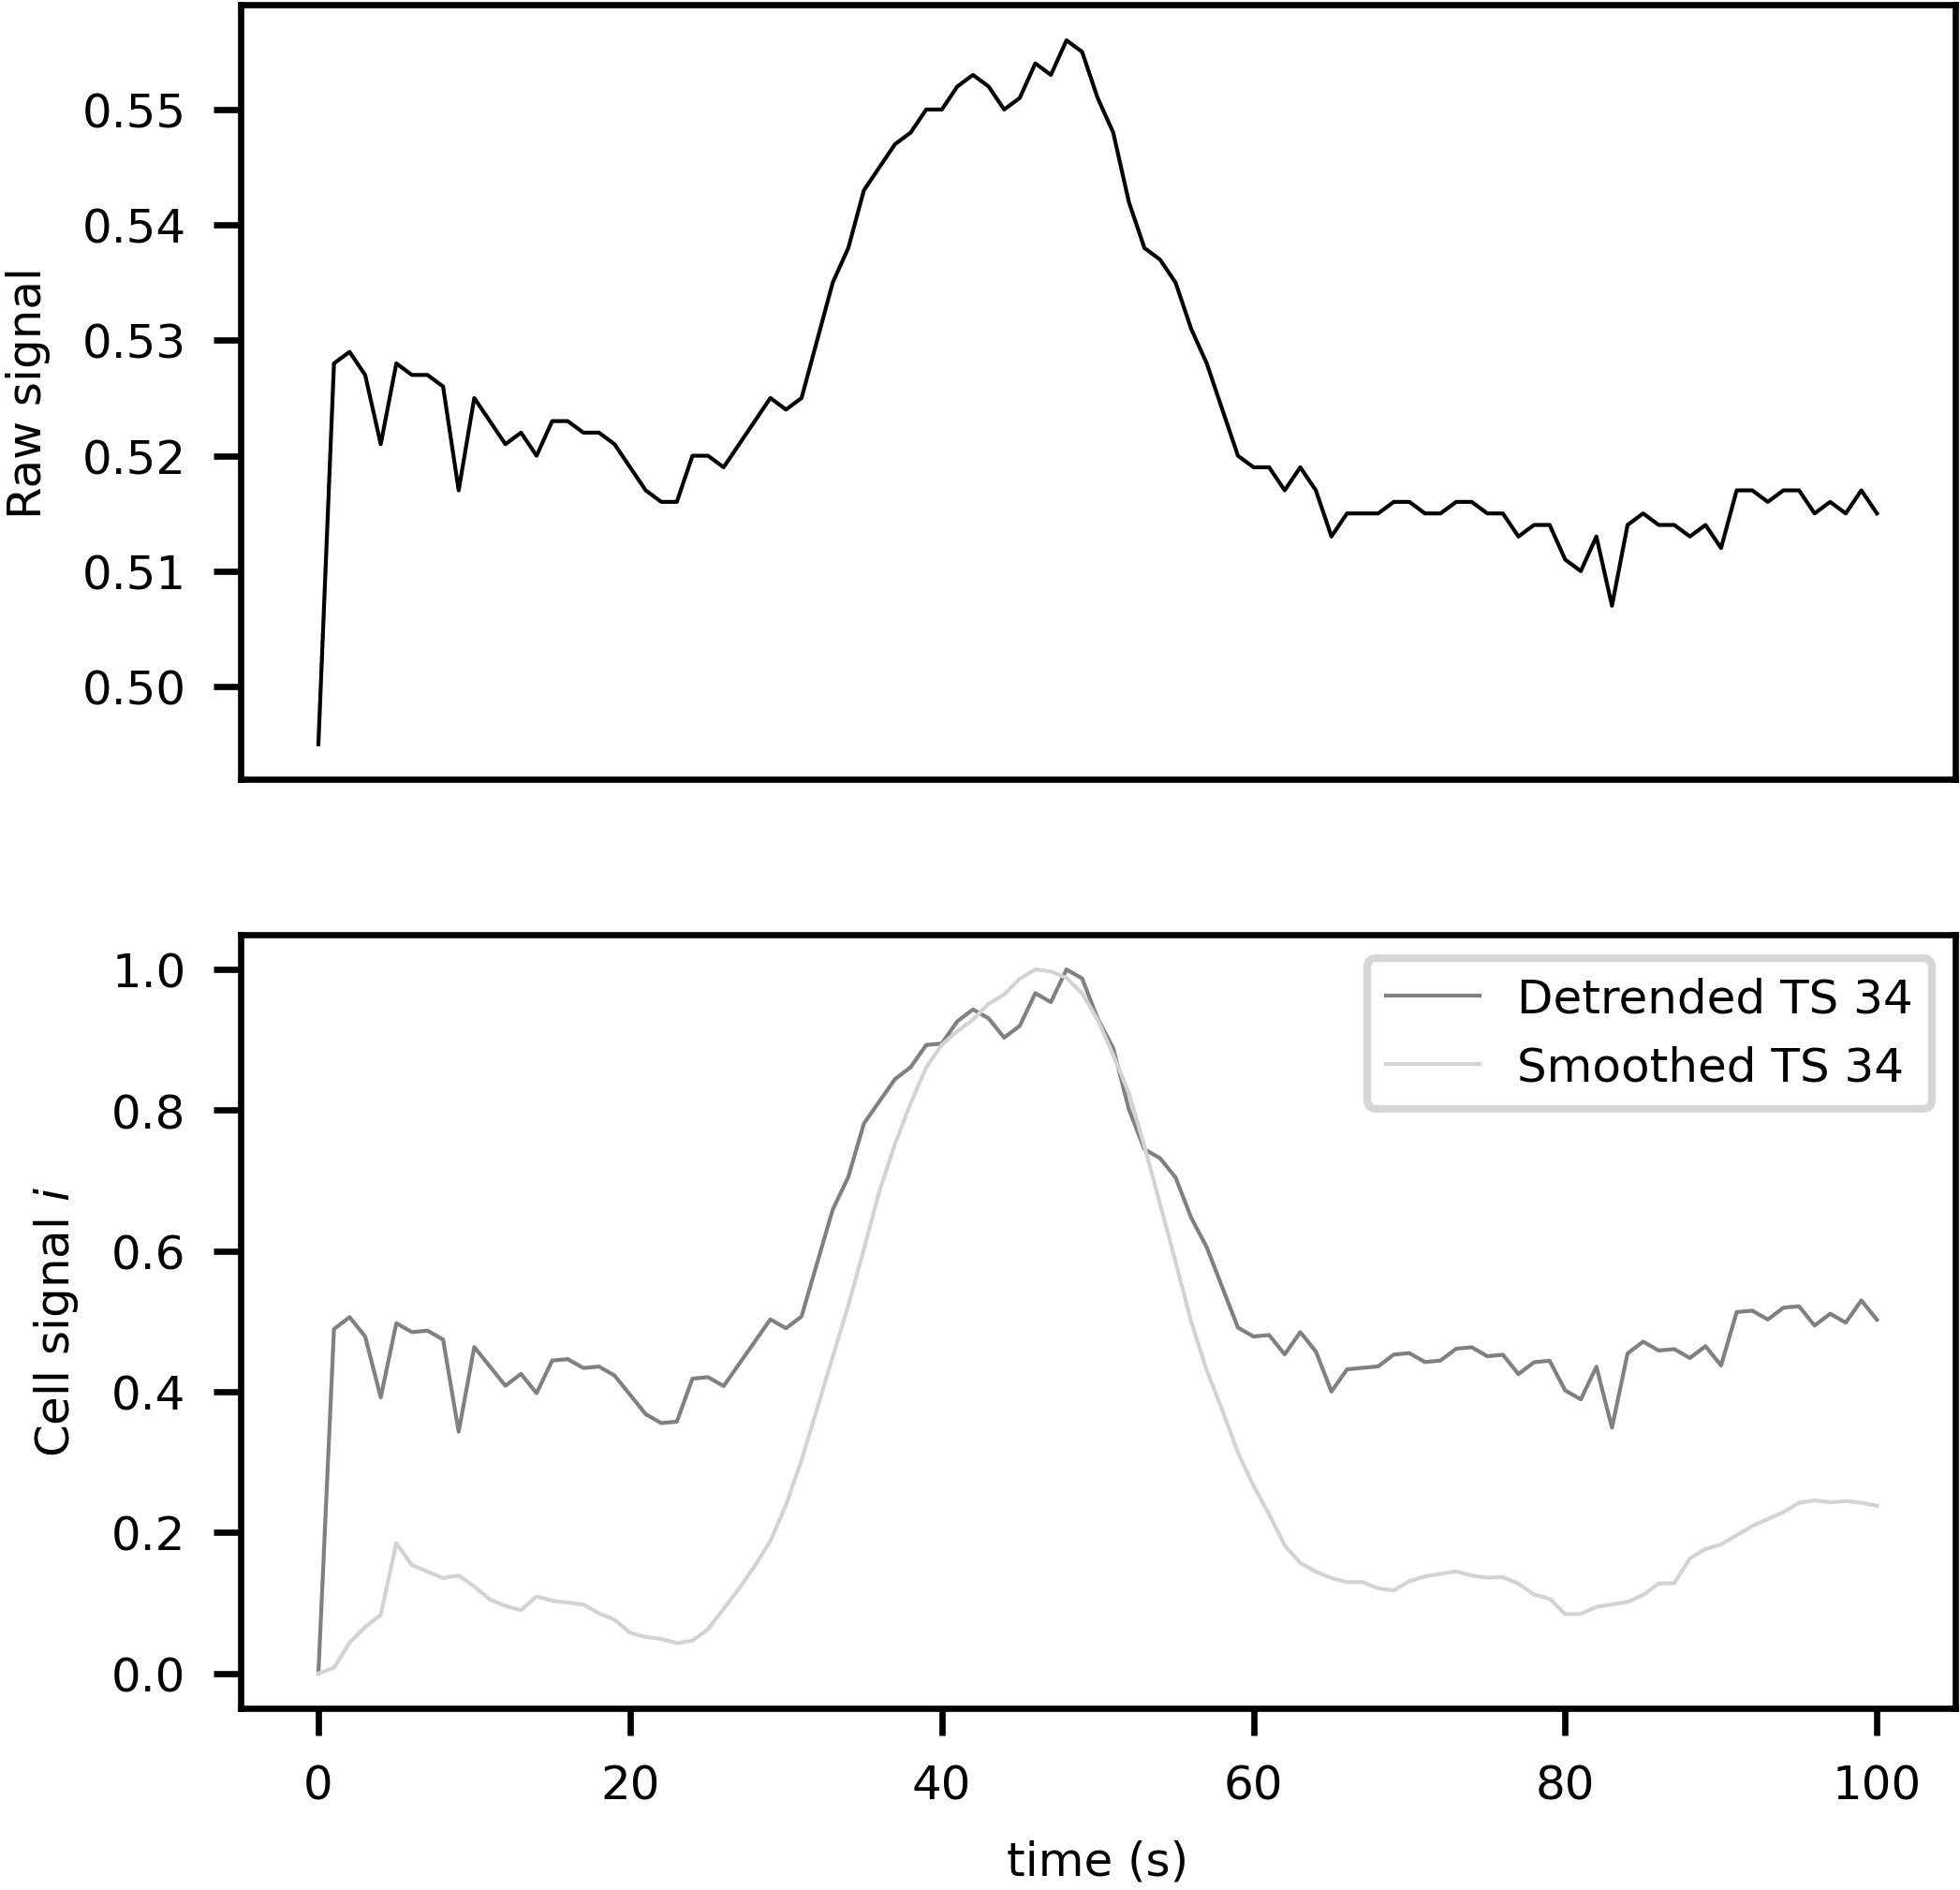 Raw signal
0.55
0.54
0.53
0.52
0.51
0.50
Cell signal i
1.0
0.8
0.6
0.4
0.2
0.0
Detrended TS 34
Smoothed TS 34
0 20 40 60 80 100
time (s)